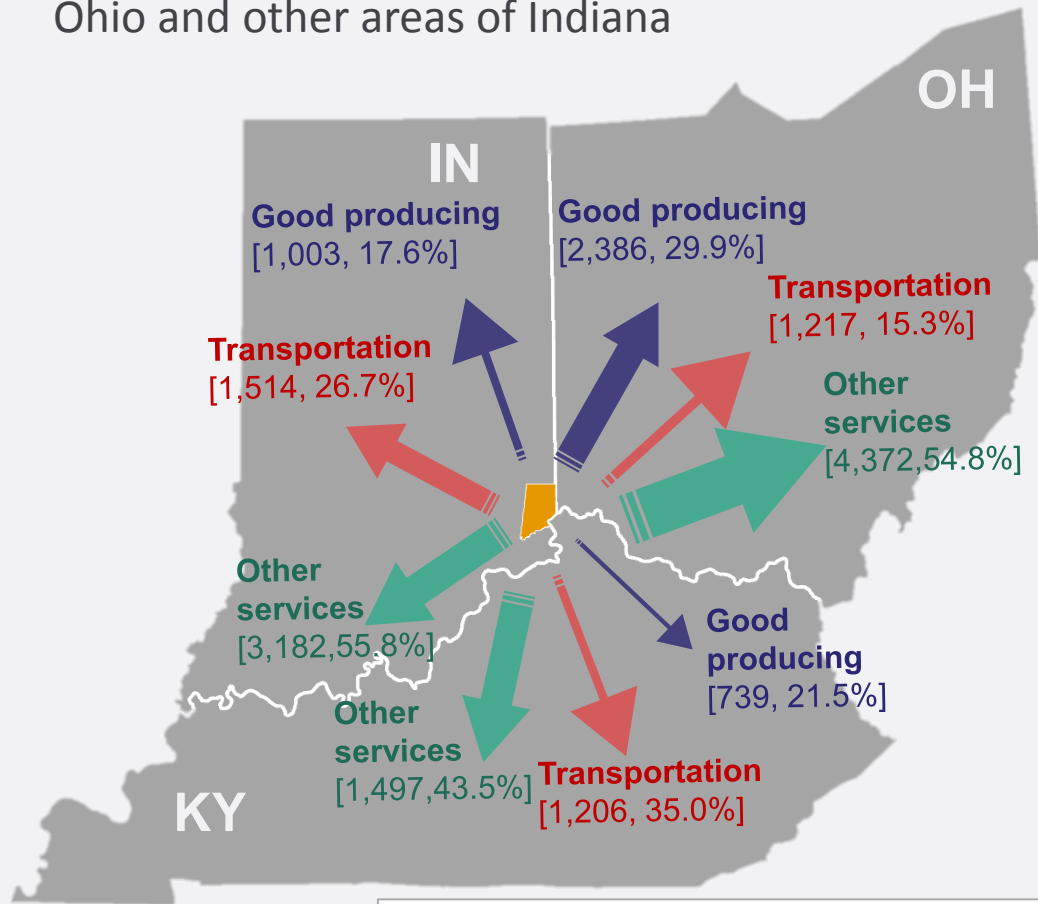 Ohio and other areas of Indiana
OH
IN
Good producing
[1,003, 17.6%]
Good producing
[2,386, 29.9%]
Transportation
[1,217, 15.3%]
Transportation
[1,514, 26.7%]
Other
services
[4,372,54.8%]
Other
services
[3,182,55.8%]
Good
producing
[739, 21.5%]
Other
services
[1,497,43.5%]
Transportation
[1,206, 35.0%]
KY